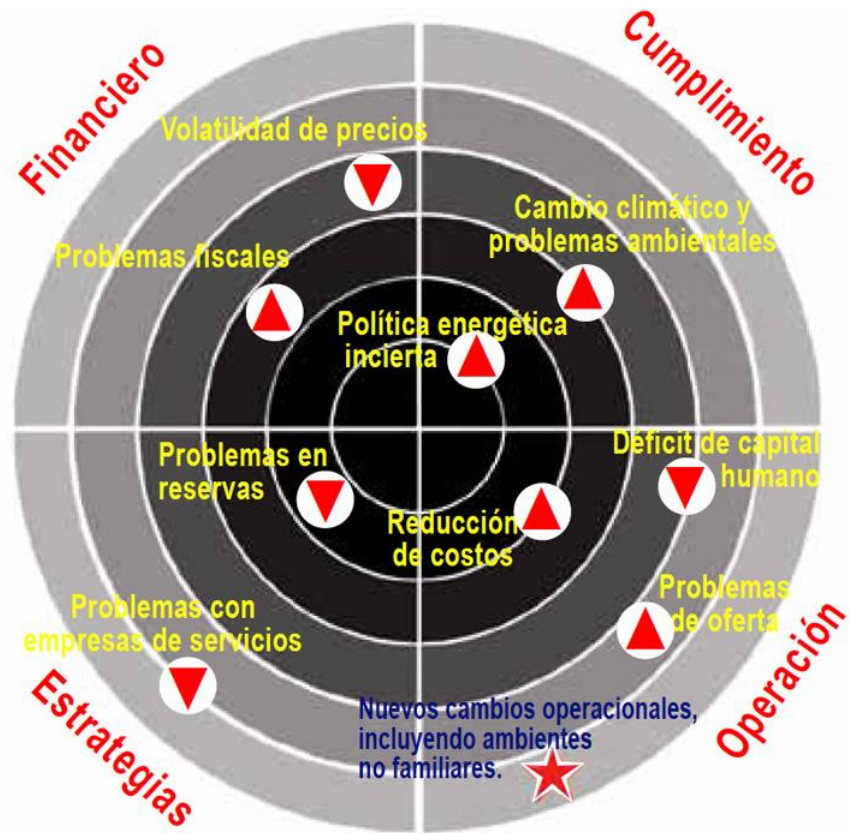 Financiero
Cumplimiento
Volatilidad de precios
Cambio climático y
problemas ambientales
Problemas fiscales
Política energética
incierta
Déficit de capital
humano
Problemas en
reservas
Reducción
de costos
Problemas
de oferta
Problemas con
empresas de servicios
Estrategias
Operación
Nuevos cambios operacionales,
incluyendo ambientes
no familiares.